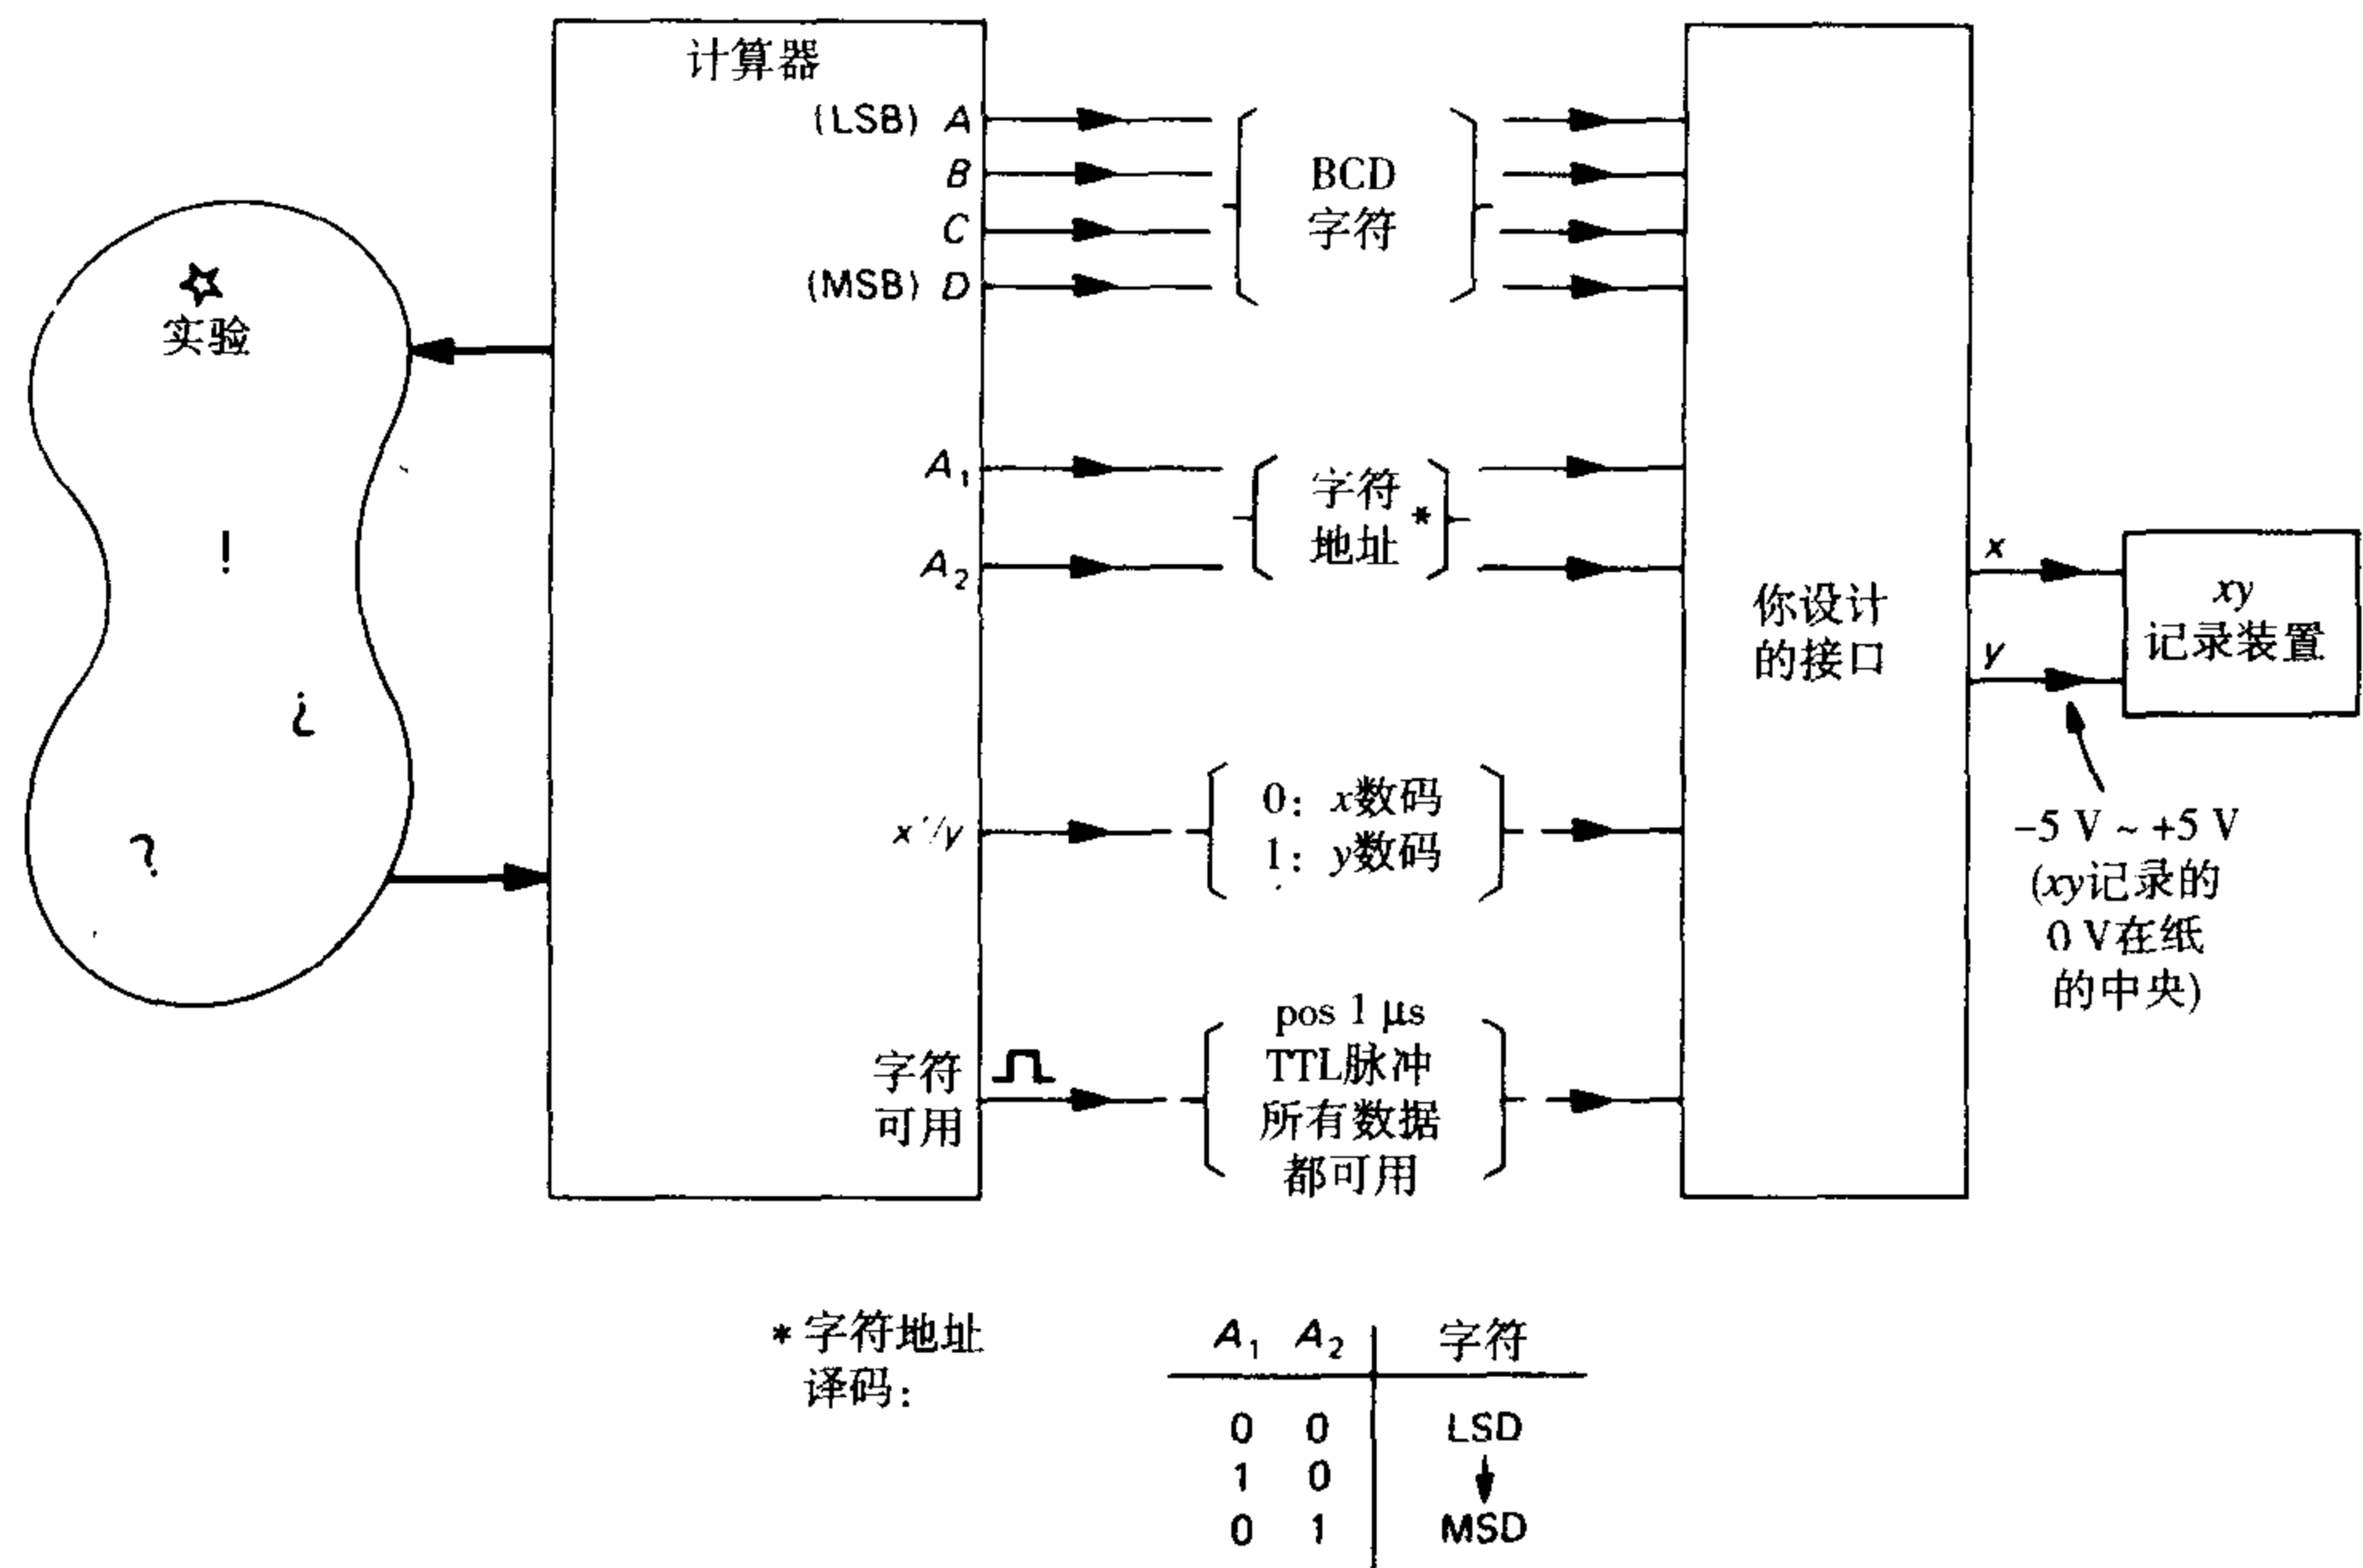 计算器
(LSB) A
B
C
(MSB) D
BCD
字符
☆
实验
!
¿
?
A₁
A₂
字符
地址 *
x'/y
0: x数码
1: y数码
字符
可用
pos 1 μs
TTL脉冲
所有数据
都可用
你设计
的接口
x
y
xy
记录装置
–5 V ~ +5 V
(xy记录的
0 V在纸
的中央)
* 字符地址
译码:
A₁ A₂ 字符
0 0 LSD
1 0
0 1 MSD